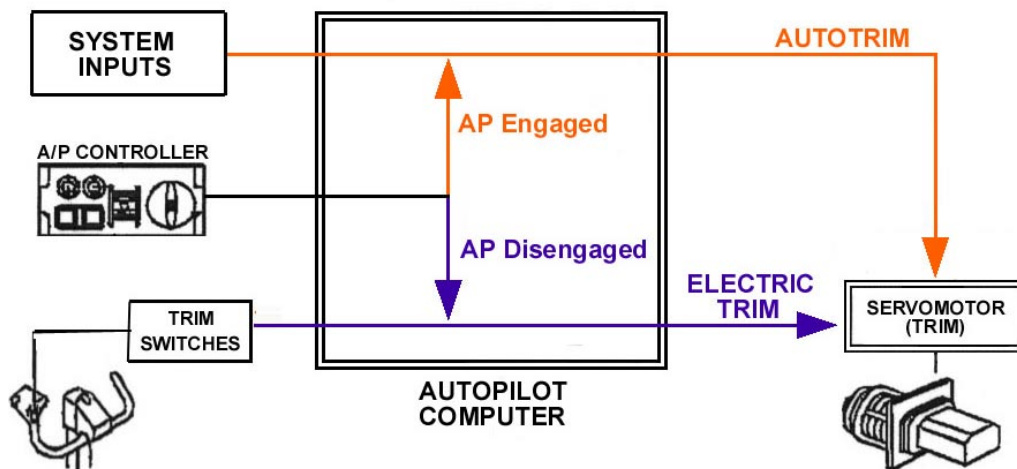 SYSTEM
INPUTS
AUTOTRIM
AP Engaged
A/P CONTROLLER
AP Disengaged
ELECTRIC
TRIM
TRIM
SWITCHES
SERVOMOTOR
(TRIM)
AUTOPILOT
COMPUTER